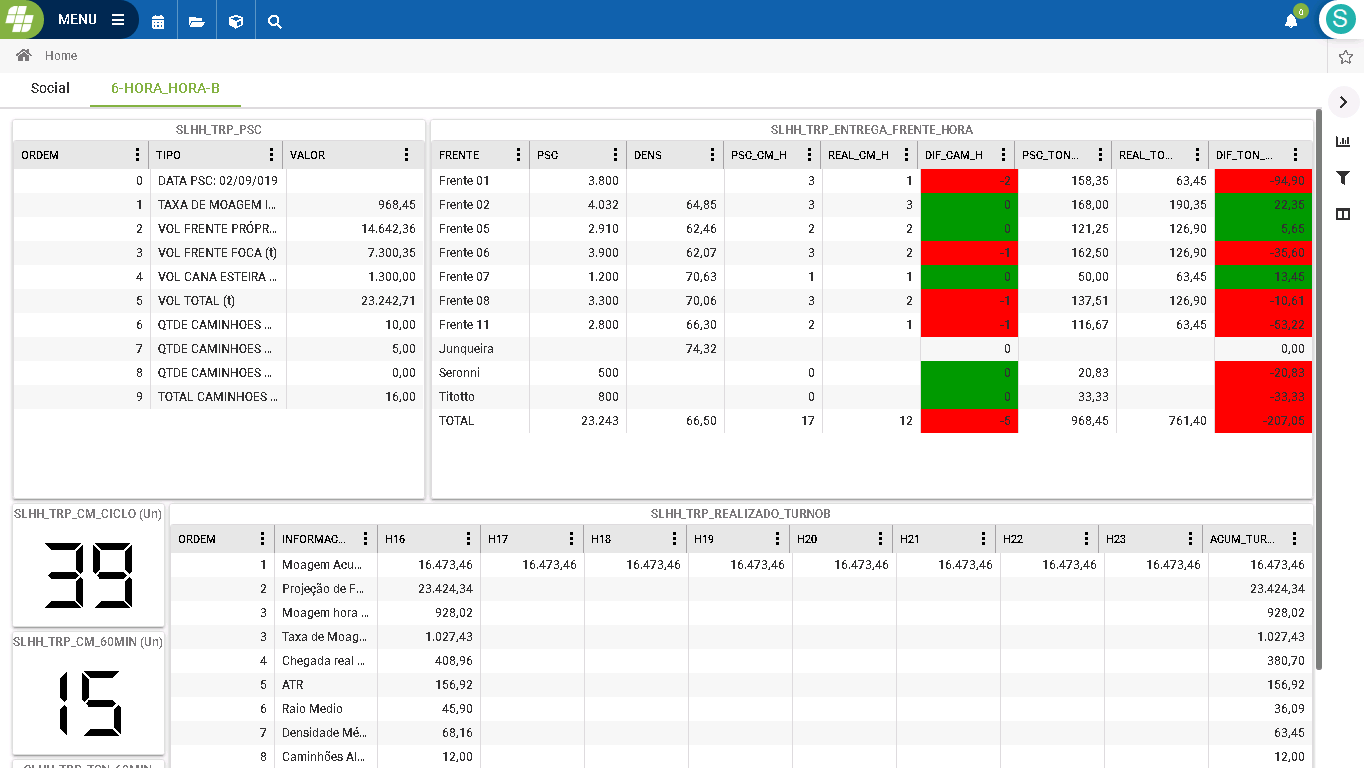 MENU
0
S
Home
Social 6-HORA_HORA-B
SLHH_TRP_PSC
ORDEM TIPO VALOR
0 DATA PSC: 02/09/019
1 TAXA DE MOAGEM I... 968,45
2 VOL FRENTE PRÓPR... 14.642,36
3 VOL FRENTE FOCA (t) 7.300,35
4 VOL CANA ESTEIRA ... 1.300,00
5 VOL TOTAL (t) 23.242,71
6 QTDE CAMINHOES ... 10,00
7 QTDE CAMINHOES ... 5,00
8 QTDE CAMINHOES ... 0,00
9 TOTAL CAMINHOES ... 16,00
SLHH_TRP_ENTREGA_FRENTE_HORA
FRENTE PSC DENS PSC_CM_H REAL_CM_H DIF_CAM_H PSC_TON... REAL_TO... DIF_TON_...
Frente 01 3.800 3 1 -2 158,35 63,45 -94,90
Frente 02 4.032 64,85 3 3 0 168,00 190,35 22,35
Frente 05 2.910 62,46 2 2 0 121,25 126,90 5,65
Frente 06 3.900 62,07 3 2 -1 162,50 126,90 -35,60
Frente 07 1.200 70,63 1 1 0 50,00 63,45 13,45
Frente 08 3.300 70,06 3 2 -1 137,51 126,90 -10,61
Frente 11 2.800 66,30 2 1 -1 116,67 63,45 -53,22
Junqueira 74,32 0 0,00
Seronni 500 0 0 20,83 -20,83
Titotto 800 0 0 33,33 -33,33
TOTAL 23.243 66,50 17 12 -5 968,45 761,40 -207,05
SLHH_TRP_CM_CICLO (Un)
39
SLHH_TRP_CM_60MIN (Un)
15
SLHH_TRP_TON_60MIN
SLHH_TRP_REALIZADO_TURNOB
ORDEM INFORMAC... H16 H17 H18 H19 H20 H21 H22 H23 ACUM_TUR...
1 Moagem Acu... 16.473,46 16.473,46 16.473,46 16.473,46 16.473,46 16.473,46 16.473,46 16.473,46 16.473,46
2 Projeção de F... 23.424,34 23.424,34
3 Moagem hora ... 928,02 928,02
3 Taxa de Moag... 1.027,43 1.027,43
4 Chegada real ... 408,96 380,70
5 ATR 156,92 156,92
6 Raio Medio 45,90 36,09
7 Densidade Mé... 68,16 63,45
8 Caminhões Al... 12,00 12,00